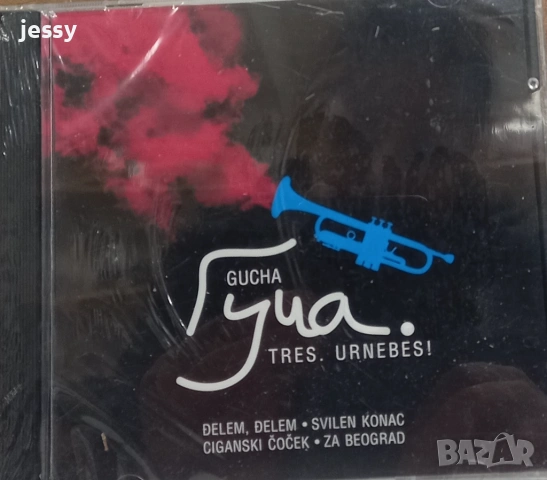 jessy
GUCHA
Гуча.
TRES. URNEBES!
ĐELEM, ĐELEM • SVILEN KONAC
CIGANSKI ČOČEK • ZA BEOGRAD
BAZAR